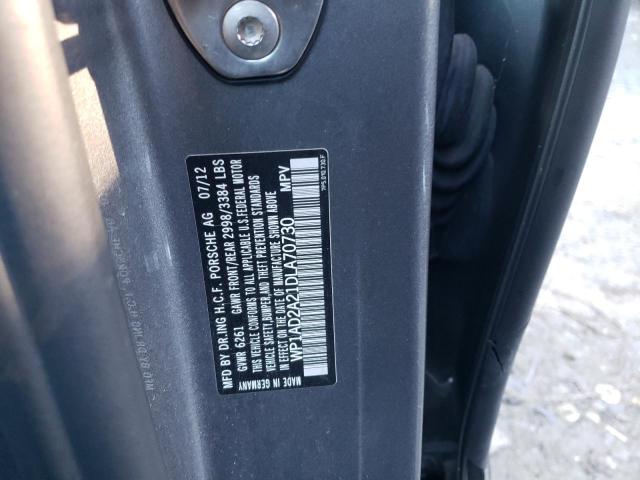 MFD BY DR.ING H.C.F. PORSCHE AG 07/12
GVWR 6261 GAWR FRONT/REAR 2998/3384 LBS
THIS VEHICLE CONFORMS TO ALL APPLICABLE U.S.FEDERAL MOTOR
VEHICLE SAFETY,BUMPER,AND THEFT PREVENTION STANDARDS
IN EFFECT ON THE DATE OF MANUFACTURE SHOWN ABOVE
WP1AD2A21DLA70730 MPV
MADE IN GERMANY